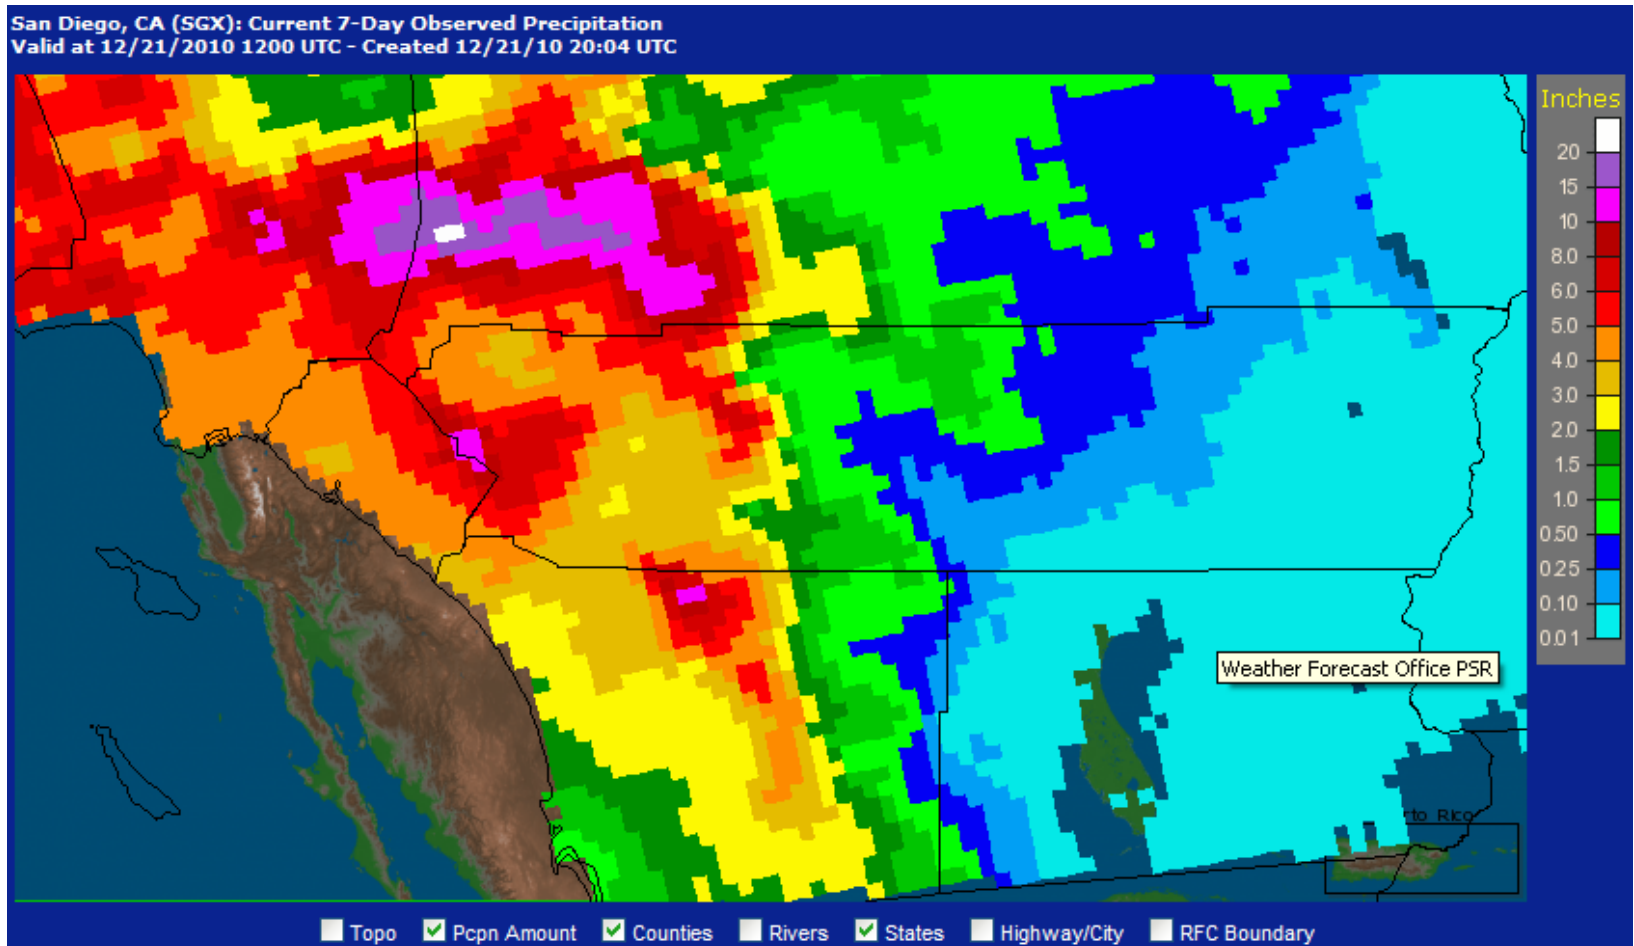 San Diego, CA (SGX): Current 7-Day Observed Precipitation
Valid at 12/21/2010 1200 UTC - Created 12/21/10 20:04 UTC
Inches
20
15
10
8.0
6.0
5.0
4.0
3.0
2.0
1.5
1.0
0.50
0.25
0.10
0.01
Weather Forecast Office PSR
rto Rico
Topo Pcpn Amount Counties Rivers States Highway/City RFC Boundary